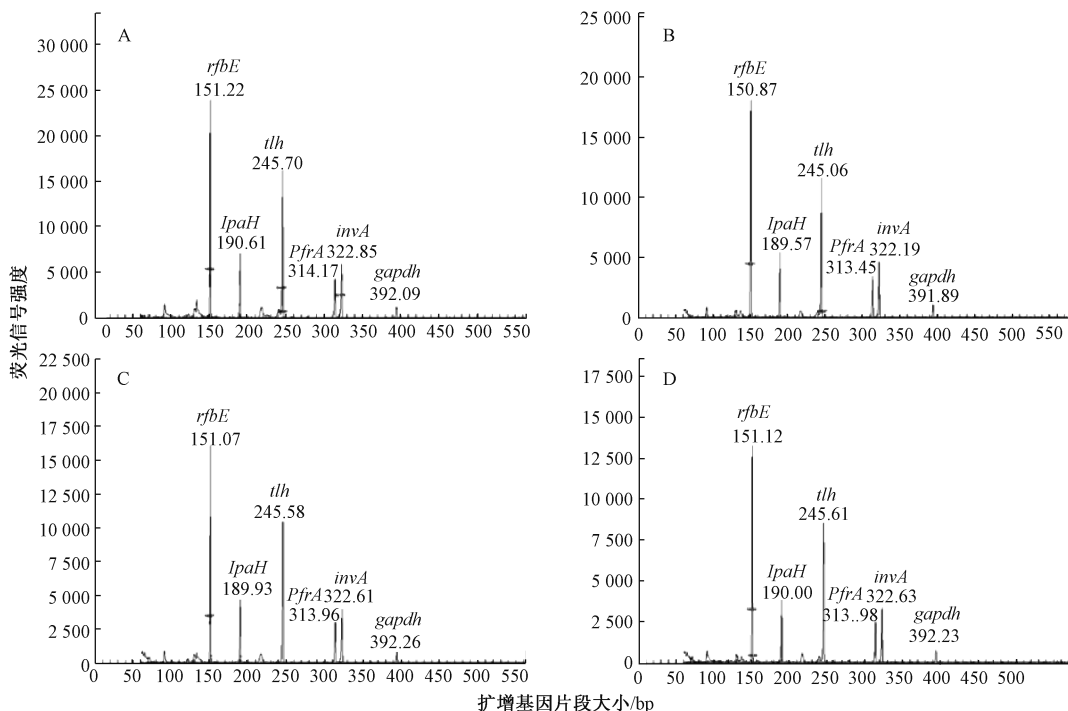 A
30 000
25 000
20 000
15 000
10 000
5 000
0
rfbE
151.22
IpaH
190.61
tlh
245.70
PfrA
314.17
invA
322.85
gapdh
392.09
0 50 100 150 200 250 300 350 400 450 500 550
B
25 000
20 000
15 000
10 000
5 000
0
rfbE
150.87
IpaH
189.57
tlh
245.06
PfrA
313.45
invA
322.19
gapdh
391.89
0 50 100 150 200 250 300 350 400 450 500 550
荧光信号强度
C
22 500
20 000
17 500
15 000
12 500
10 000
7 500
5 000
2 500
0
rfbE
151.07
IpaH
189.93
tlh
245.58
PfrA
313.96
invA
322.61
gapdh
392.26
0 50 100 150 200 250 300 350 400 450 500 550
D
17 500
15 000
12 500
10 000
7 500
5 000
2 500
0
rfbE
151.12
IpaH
190.00
tlh
245.61
PfrA
313..98
invA
322.63
gapdh
392.23
0 50 100 150 200 250 300 350 400 450 500
扩增基因片段大小/bp